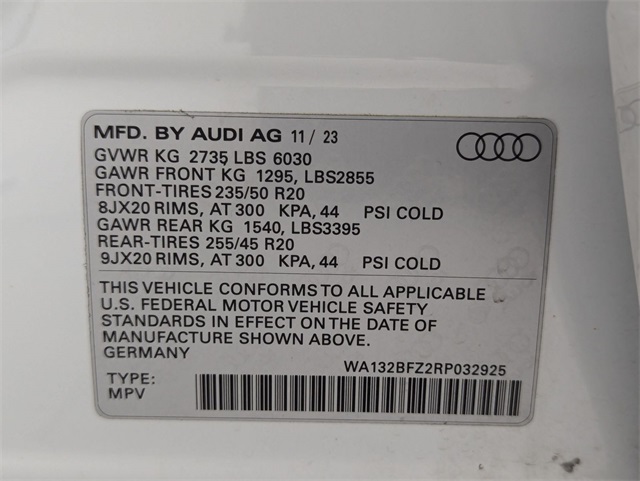 MFD. BY AUDI AG 11 / 23
GVWR KG 2735 LBS 6030
GAWR FRONT KG 1295, LBS2855
FRONT-TIRES 235/50 R20
8JX20 RIMS, AT 300 KPA, 44 PSI COLD
GAWR REAR KG 1540, LBS3395
REAR-TIRES 255/45 R20
9JX20 RIMS, AT 300 KPA, 44 PSI COLD
THIS VEHICLE CONFORMS TO ALL APPLICABLE
U.S. FEDERAL MOTOR VEHICLE SAFETY
STANDARDS IN EFFECT ON THE DATE OF
MANUFACTURE SHOWN ABOVE.
GERMANY
WA132BFZ2RP032925
TYPE:
MPV